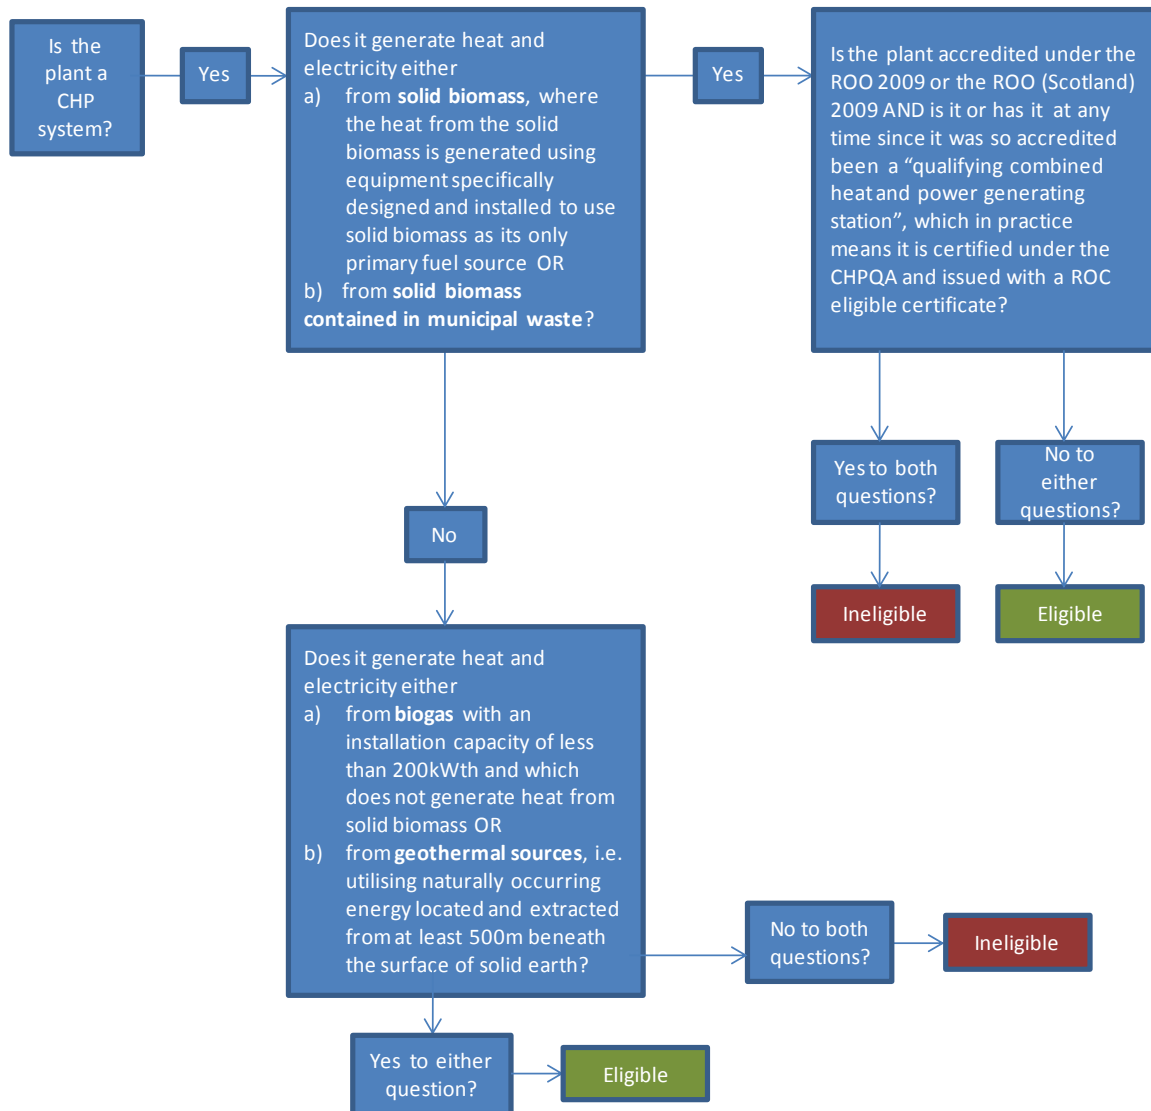 Is the
plant a
CHP
system?
Yes
Does it generate heat and
electricity either
a) from solid biomass, where
the heat from the solid
biomass is generated using
equipment specifically
designed and installed to use
solid biomass as its only
primary fuel source OR
b) from solid biomass
contained in municipal waste?
Yes
Is the plant accredited under the
ROO 2009 or the ROO (Scotland)
2009 AND is it or has it at any
time since it was so accredited
been a “qualifying combined
heat and power generating
station”, which in practice
means it is certified under the
CHPQA and issued with a ROC
eligible certificate?
Yes to both
questions?
No to
either
questions?
Ineligible
Eligible
No
Does it generate heat and
electricity either
a) from biogas with an
installation capacity of less
than 200kWth and which
does not generate heat from
solid biomass OR
b) from geothermal sources, i.e.
utilising naturally occurring
energy located and extracted
from at least 500m beneath
the surface of solid earth?
No to both
questions?
Ineligible
Yes to either
question?
Eligible